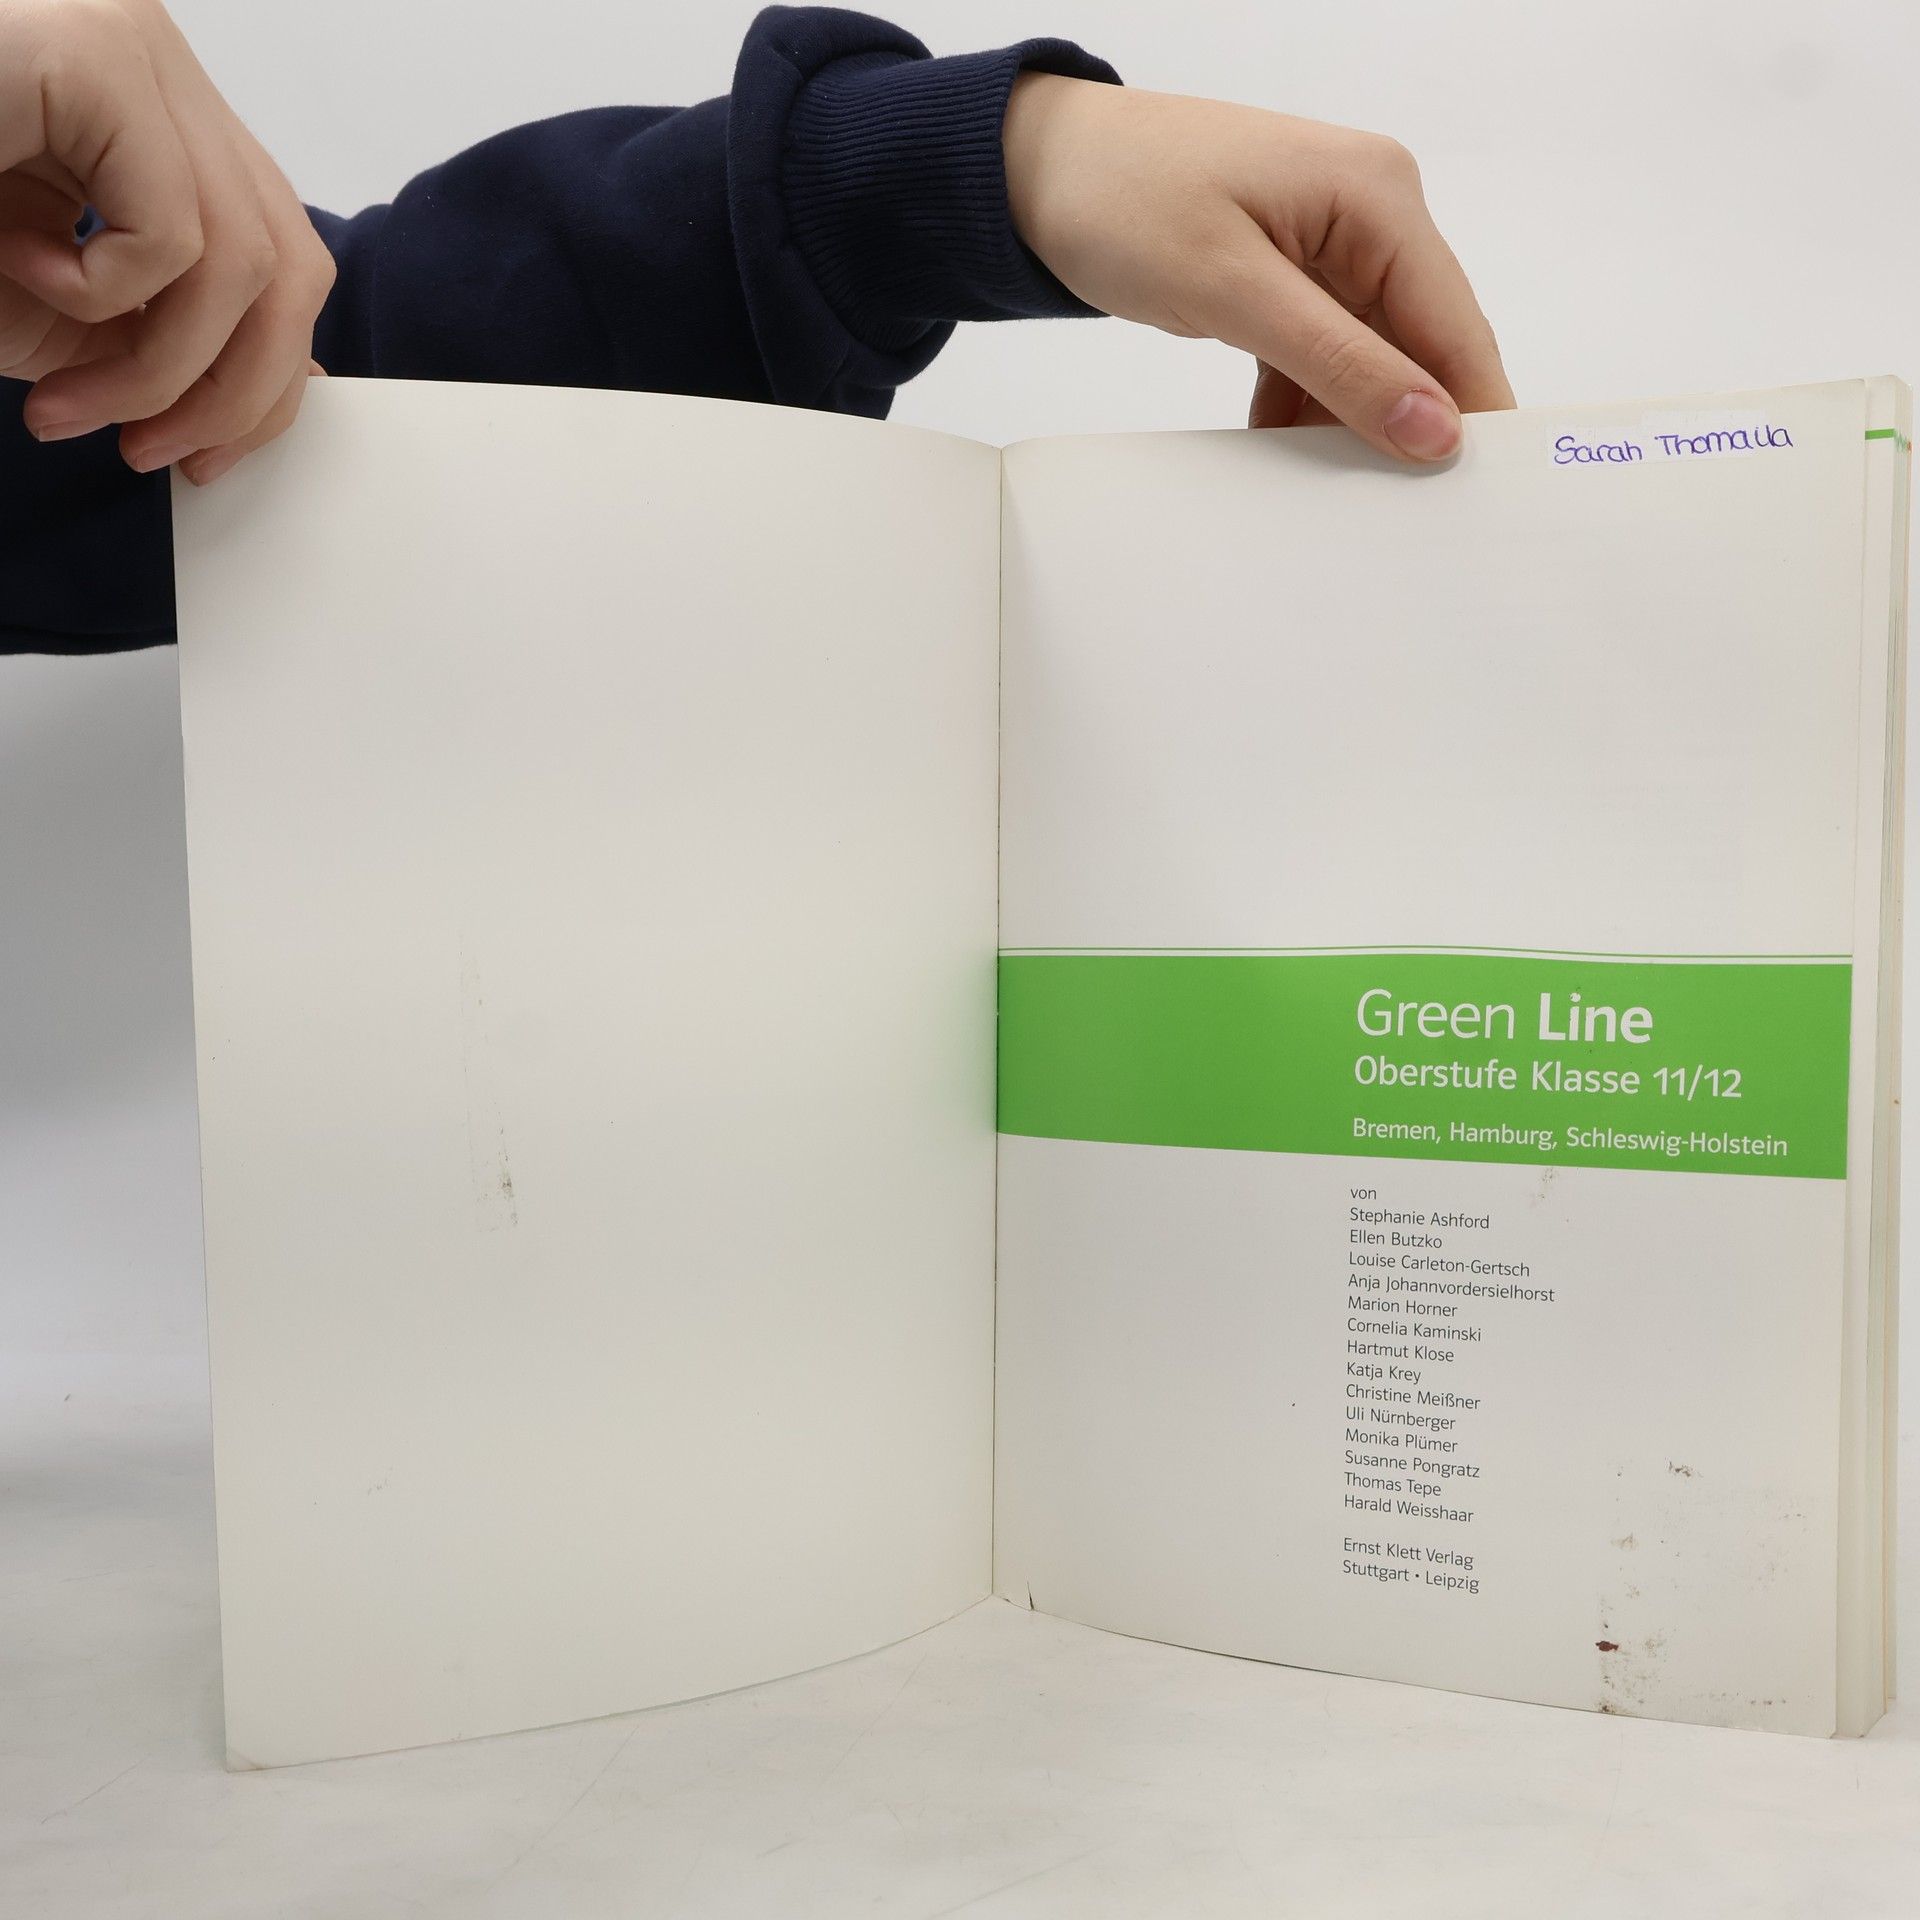 Sarah Thomalla
Green Line
Oberstufe Klasse 11/12
Bremen, Hamburg, Schleswig-Holstein
von
Stephanie Ashford
Ellen Butzko
Louise Carleton-Gertsch
Anja Johannvordersielhorst
Marion Horner
Cornelia Kaminski
Hartmut Klose
Katja Krey
Christine Meißner
Uli Nürnberger
Monika Plümer
Susanne Pongratz
Thomas Tepe
Harald Weisshaar
Ernst Klett Verlag
Stuttgart • Leipzig